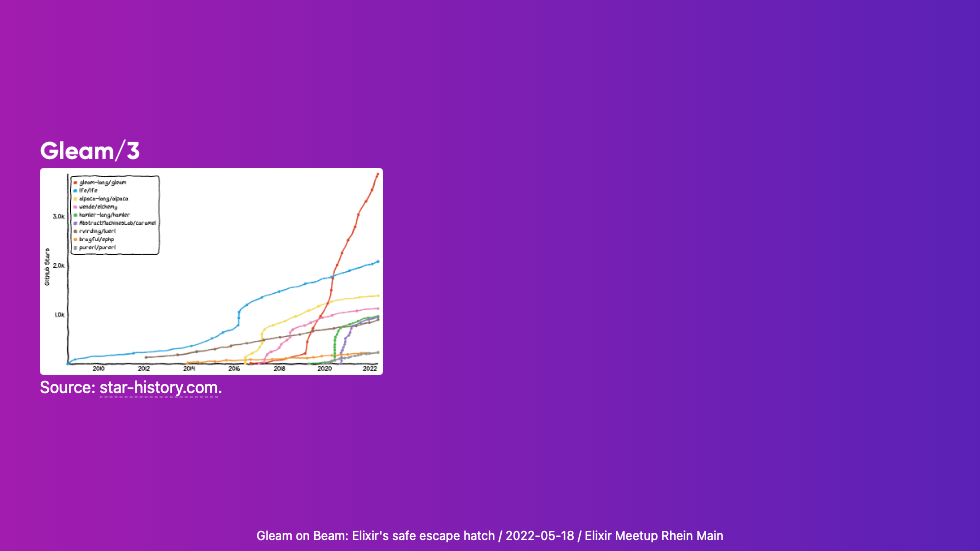 Gleam/3
gleam-lang/gleam
lfe/lfe
alpaca-lang/alpaca
wende/elchemy
hamler-lang/hamler
AbstractMachinesLab/caramel
rvirding/luerl
bragful/ephp
purerl/purerl
GitHub Stars
3.0k
2.0k
1.0k
2010 2012 2014 2016 2018 2020 2022
Source: star-history.com.
Gleam on Beam: Elixir's safe escape hatch / 2022-05-18 / Elixir Meetup Rhein Main